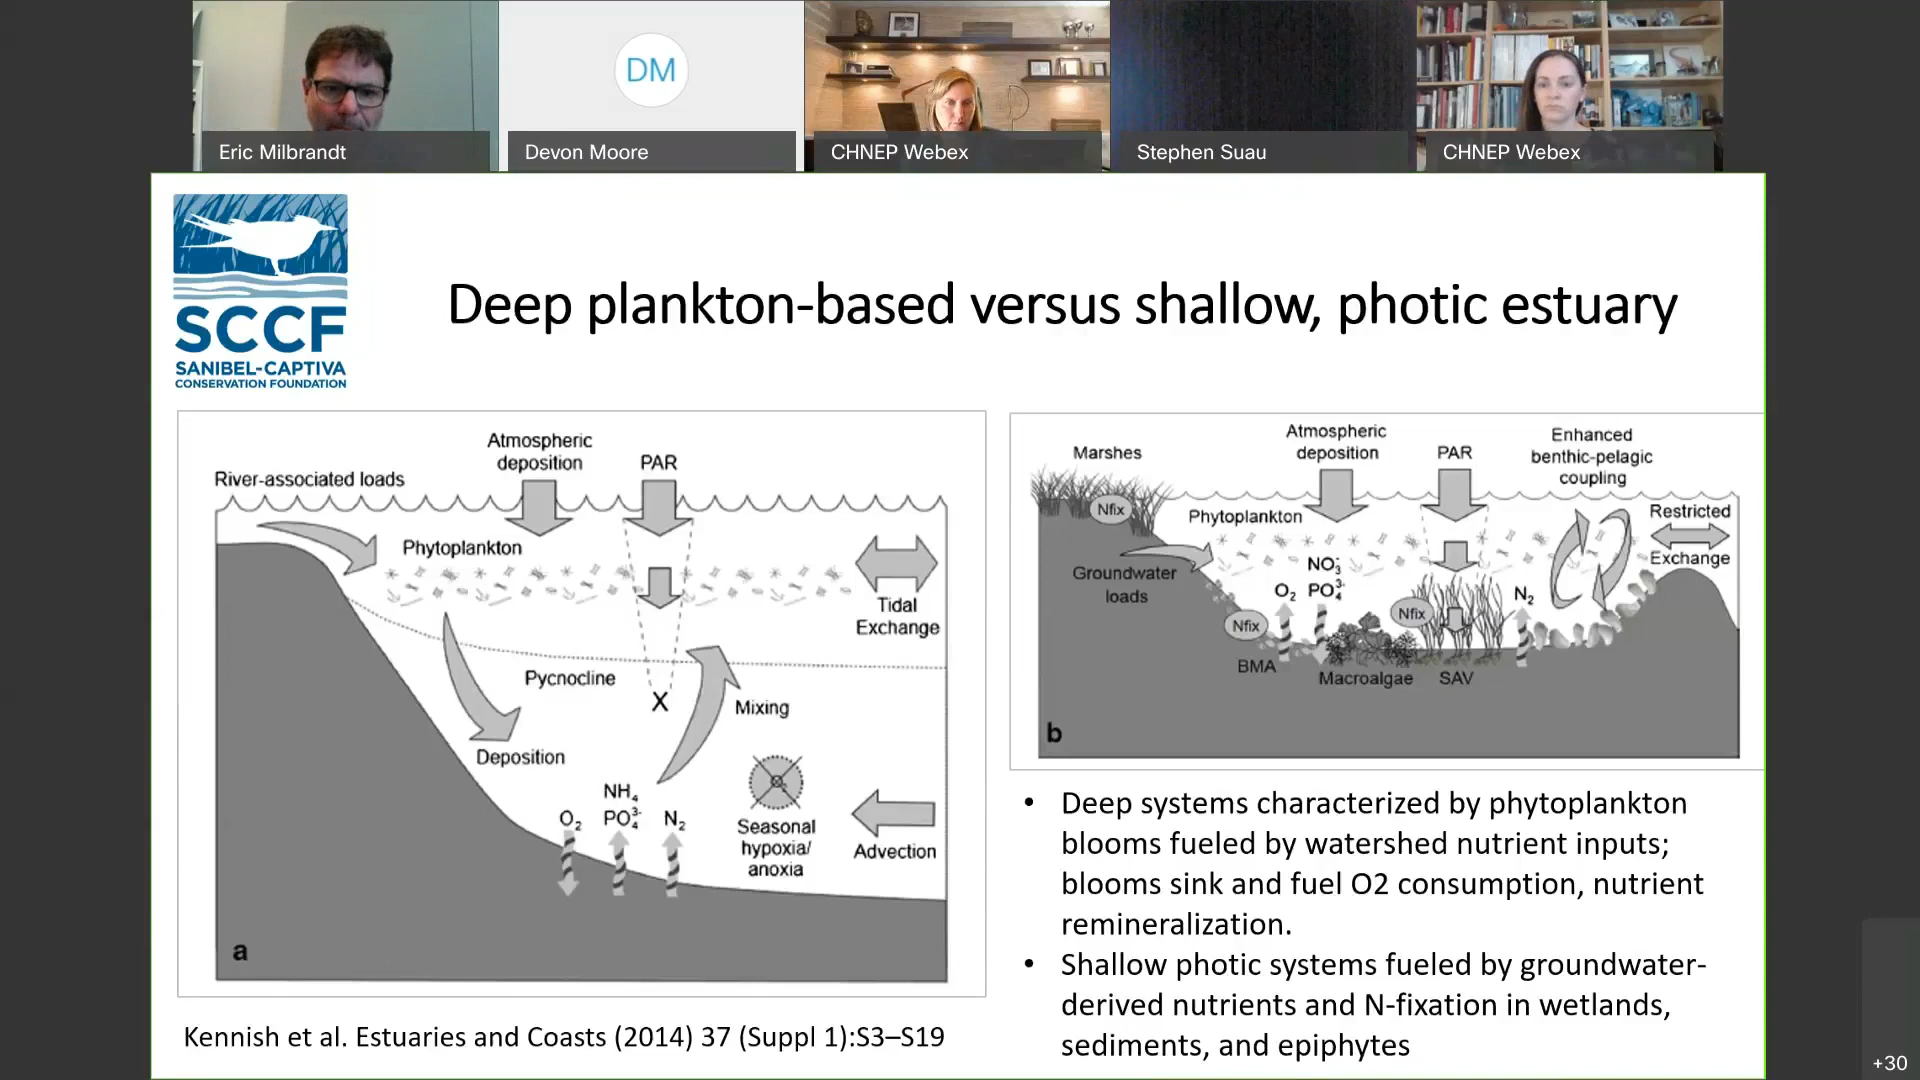 DM
Eric Milbrandt
Devon Moore
CHNEP Webex
Stephen Suau
CHNEP Webex
SCCF
SANIBEL-CAPTIVA
CONSERVATION FOUNDATION
Deep plankton-based versus shallow, photic estuary
River-associated loads
Atmospheric
deposition
PAR
Phytoplankton
Tidal
Exchange
Pycnocline
X
Mixing
Deposition
NH₄
O₂ PO₄³⁻ N₂
Seasonal
hypoxia/
anoxia
Advection
a
Marshes
Atmospheric
deposition
PAR
Enhanced
benthic-pelagic
coupling
Nfix
Phytoplankton
Restricted
Exchange
Groundwater
loads
NO₃⁻
O₂ PO₄³⁻
Nfix
Nfix
N₂
BMA
Macroalgae
SAV
b
• Deep systems characterized by phytoplankton
blooms fueled by watershed nutrient inputs;
blooms sink and fuel O2 consumption, nutrient
remineralization.
• Shallow photic systems fueled by groundwater-
derived nutrients and N-fixation in wetlands,
sediments, and epiphytes
Kennish et al. Estuaries and Coasts (2014) 37 (Suppl 1):S3–S19
+30